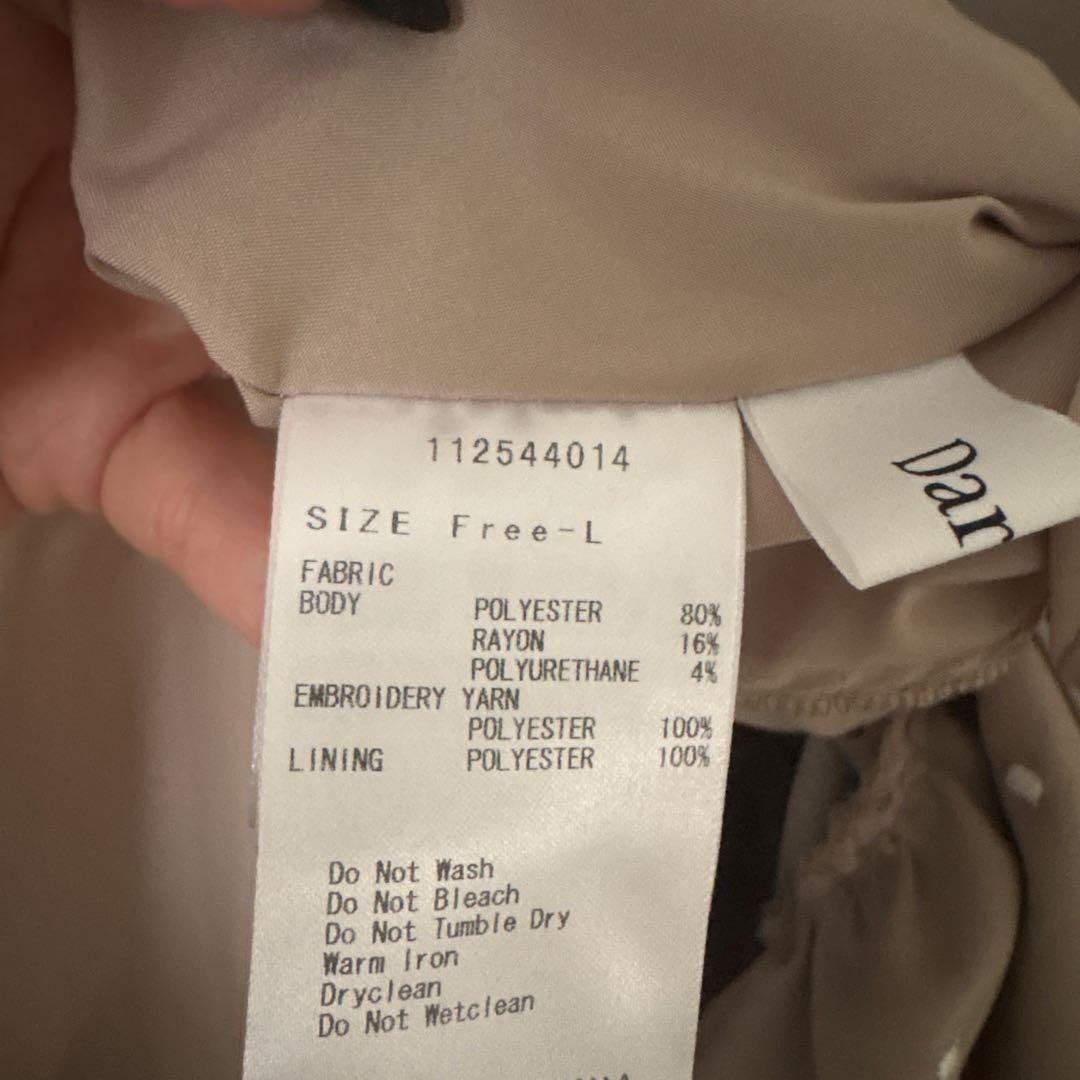 112544014
SIZE Free-L
FABRIC
BODY POLYESTER 80%
RAYON 16%
POLYURETHANE 4%
EMBROIDERY YARN
POLYESTER 100%
LINING POLYESTER 100%
Do Not Wash
Do Not Bleach
Do Not Tumble Dry
Warm Iron
Dryclean
Do Not Wetclean
Dar